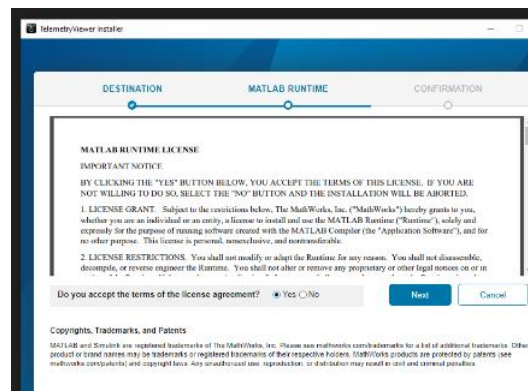 TelemetryViewer Installer
DESTINATION
MATLAB RUNTIME
CONFIRMATION
MATLAB RUNTIME LICENSE
IMPORTANT NOTICE
BY CLICKING THE "YES" BUTTON BELOW, YOU ACCEPT THE TERMS OF THIS LICENSE. IF YOU ARE
NOT WILLING TO DO SO, SELECT THE "NO" BUTTON AND THE INSTALLATION WILL BE ABORTED.
1. LICENSE GRANT. Subject to the restrictions below, The MathWorks, Inc. ("MathWorks") hereby grants to you,
whether you are an individual or an entity, a license to install and use the MATLAB Runtime ("Runtime"), solely and
expressly for the purpose of running software created with the MATLAB Compiler (the "Application Software"), and for
no other purpose. This license is personal, nonexclusive, and nontransferable.
2. LICENSE RESTRICTIONS. You shall not modify or adapt the Runtime for any reason. You shall not disassemble,
decompile, or reverse engineer the Runtime. You shall not alter or remove any proprietary or other legal notices on or in
Do you accept the terms of the license agreement? Yes No
Next
Cancel
Copyrights, Trademarks, and Patents
MATLAB and Simulink are registered trademarks of The MathWorks, Inc. Please see mathworks.com/trademarks for a list of additional trademarks. Other
product or brand names may be trademarks or registered trademarks of their respective holders. MathWorks products are protected by patents (see
mathworks.com/patents) and copyright laws. Any unauthorized use, reproduction, or distribution may result in civil and criminal penalties.